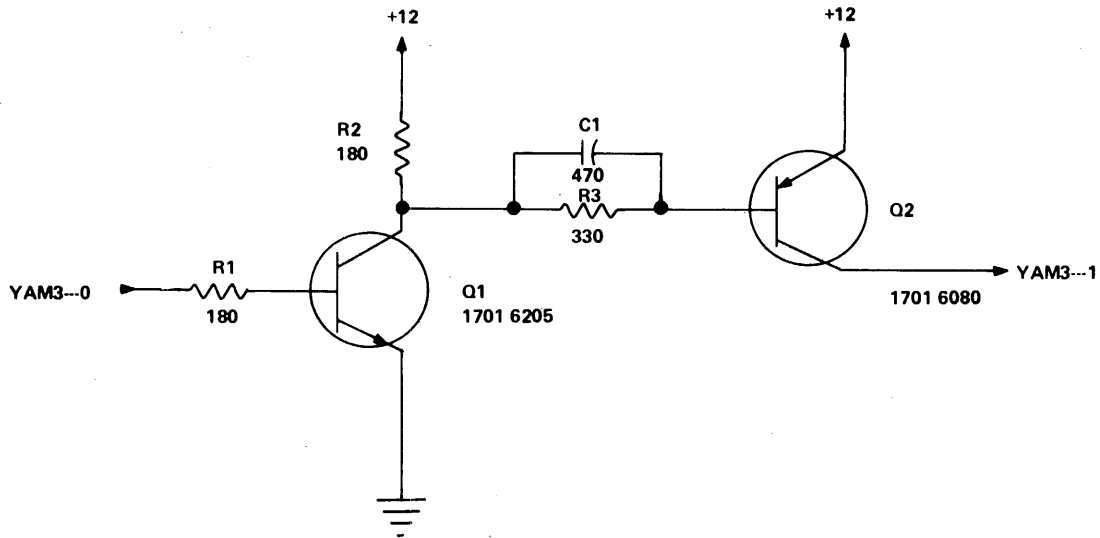 +12
+12
R2
180
C1
470
R3
330
Q2
R1
180
YAM3---0
Q1
1701 6205
YAM3---1
1701 6080